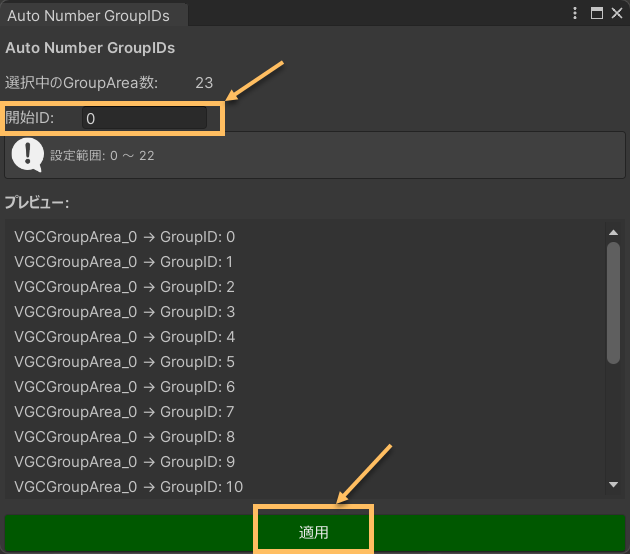 Auto Number GroupIDs
Auto Number GroupIDs
選択中のGroupArea数: 23
開始ID: 0
設定範囲: 0 ～ 22
プレビュー:
VGCGroupArea_0 → GroupID: 0
VGCGroupArea_0 → GroupID: 1
VGCGroupArea_0 → GroupID: 2
VGCGroupArea_0 → GroupID: 3
VGCGroupArea_0 → GroupID: 4
VGCGroupArea_0 → GroupID: 5
VGCGroupArea_0 → GroupID: 6
VGCGroupArea_0 → GroupID: 7
VGCGroupArea_0 → GroupID: 8
VGCGroupArea_0 → GroupID: 9
VGCGroupArea_0 → GroupID: 10
適用